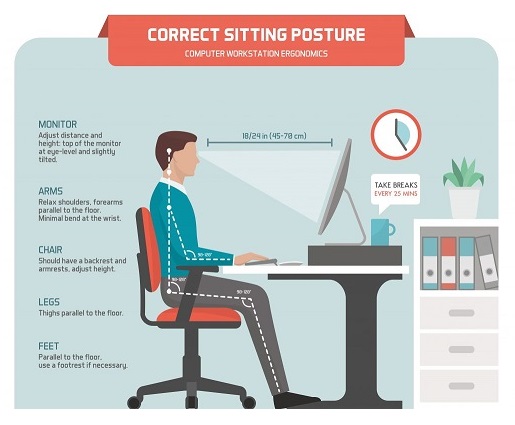 CORRECT SITTING POSTURE
COMPUTER WORKSTATION ERGONOMICS
MONITOR
Adjust distance and
height: top of the monitor
at eye-level and slightly
tilted.
ARMS
Relax shoulders, forearms
parallel to the floor.
Minimal bend at the wrist.
CHAIR
Should have a backrest and
armrests, adjust height.
LEGS
Thighs parallel to the floor.
FEET
Parallel to the floor,
use a footrest if necessary.
18/24 in (45-70 cm)
TAKE BREAKS
EVERY 25 MINS
90-120°
90-120°
90-120°